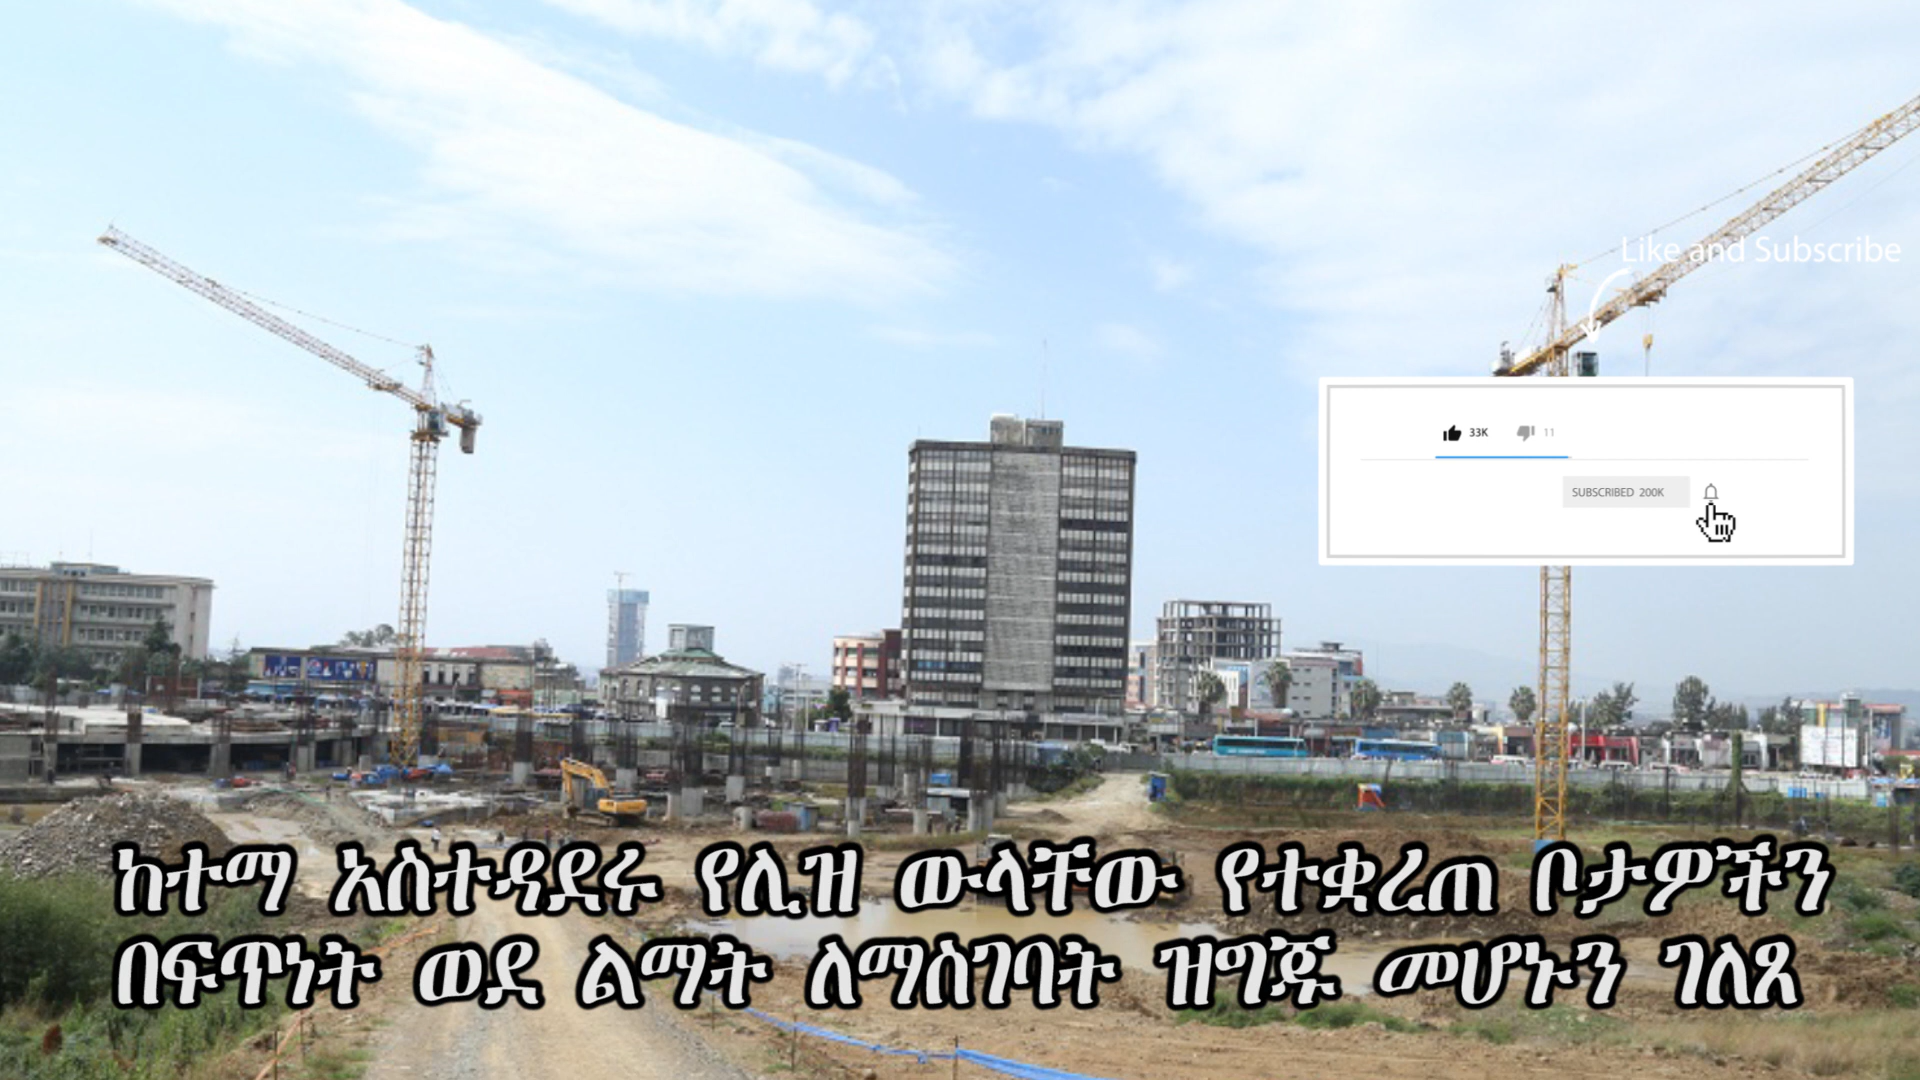 Like and Subscribe
33K 11
SUBSCRIBED 200K
ከተማ አስተዳደሩ የሊዝ ውላቸው የተቋረጠ ቦታዎችን
በፍጥነት ወደ ልማት ለማስገባት ዝግጁ መሆኑን ገለጸ